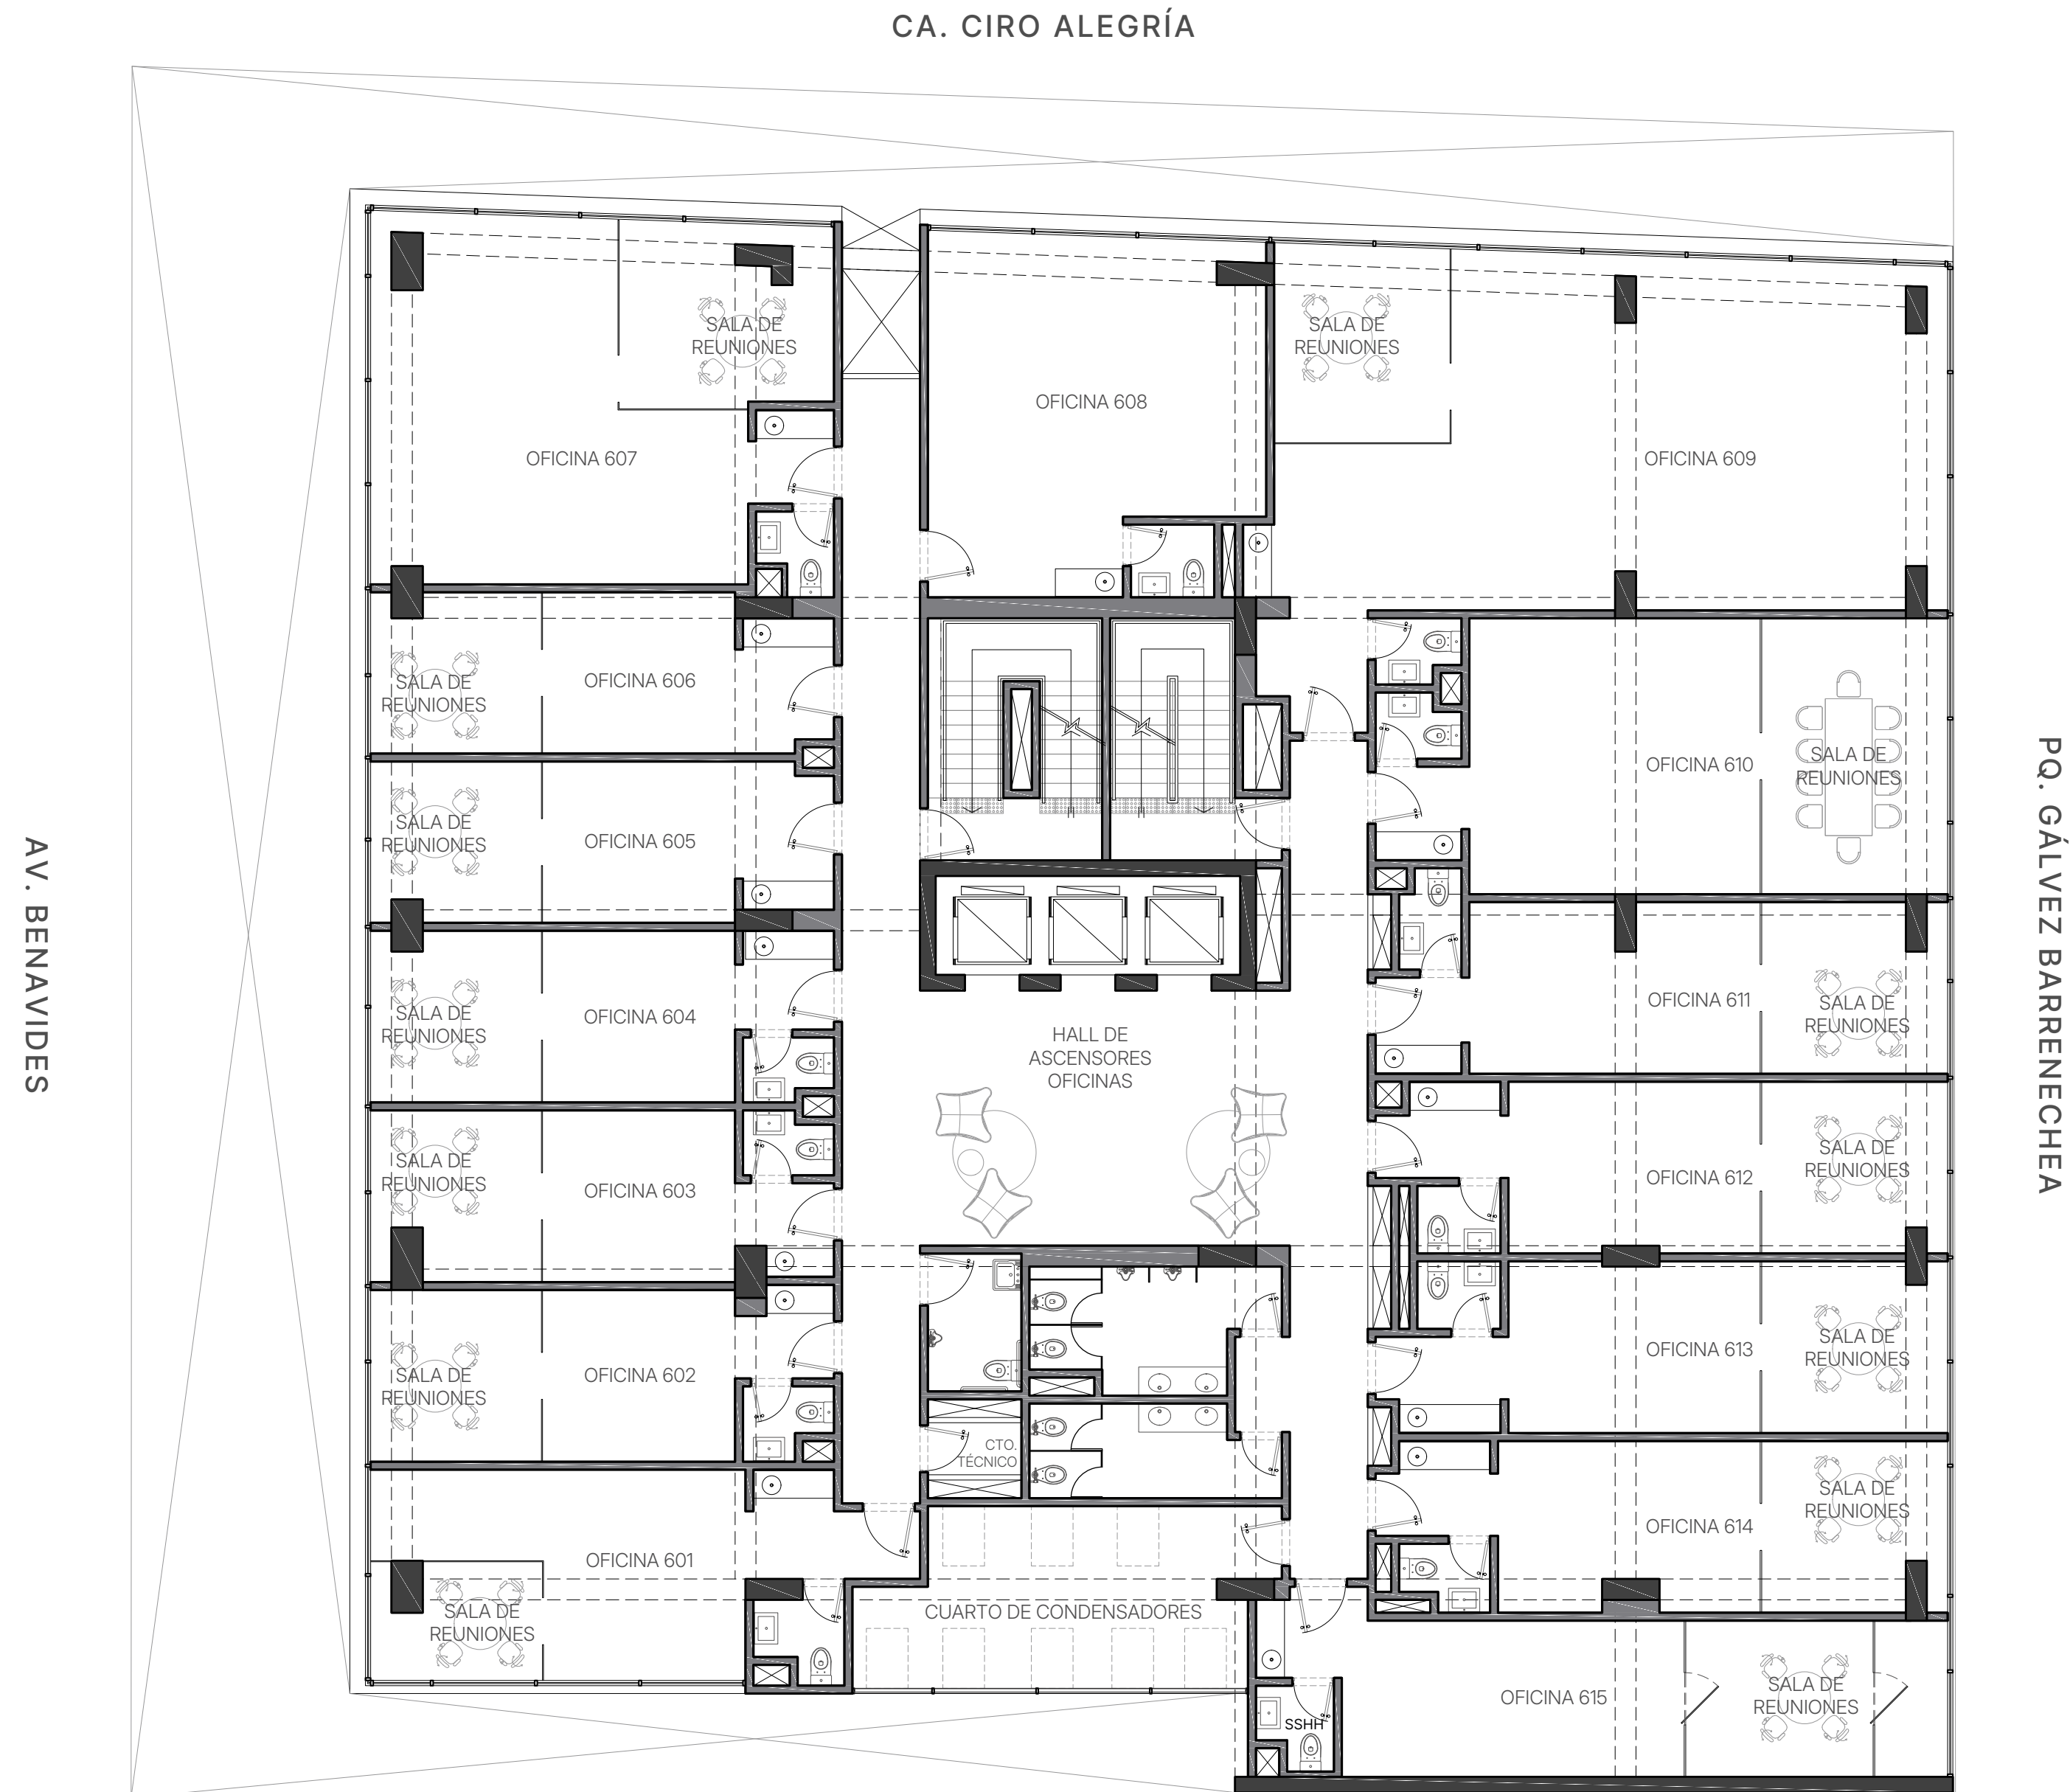 CA. CIRO ALEGRÍA
AV. BENAVIDES
PQ. GÁLVEZ BARRENECHEA
SALA DE
REUNIONES
OFICINA 607
OFICINA 608
SALA DE
REUNIONES
OFICINA 609
SALA DE
REUNIONES
OFICINA 606
SALA DE
REUNIONES
OFICINA 605
SALA DE
REUNIONES
OFICINA 604
SALA DE
REUNIONES
OFICINA 603
SALA DE
REUNIONES
OFICINA 602
OFICINA 601
SALA DE
REUNIONES
HALL DE
ASCENSORES
OFICINAS
CTO.
TÉCNICO
CUARTO DE CONDENSADORES
OFICINA 610
SALA DE
REUNIONES
OFICINA 611
SALA DE
REUNIONES
OFICINA 612
SALA DE
REUNIONES
OFICINA 613
SALA DE
REUNIONES
OFICINA 614
SALA DE
REUNIONES
OFICINA 615
SALA DE
REUNIONES
SSHH